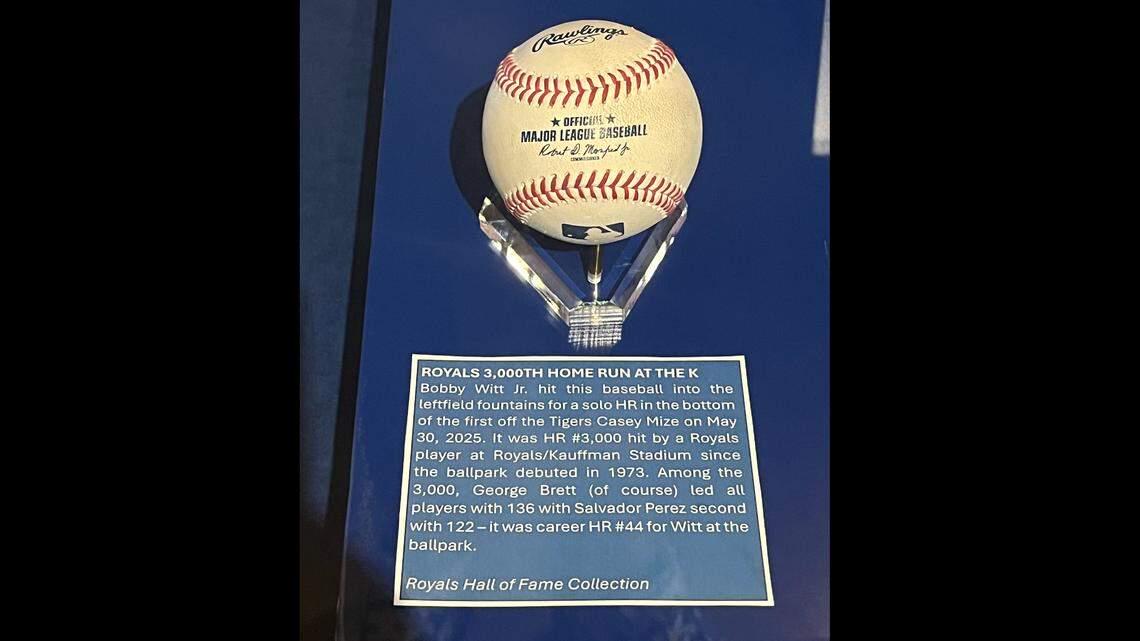 Rawlings
R
★ OFFICIAL ★
MAJOR LEAGUE BASEBALL
Robert D. Manfred Jr.
COMMISSIONER
ROYALS 3,000TH HOME RUN AT THE K
Bobby Witt Jr. hit this baseball into the
leftfield fountains for a solo HR in the bottom
of the first off the Tigers Casey Mize on May
30, 2025. It was HR #3,000 hit by a Royals
player at Royals/Kauffman Stadium since
the ballpark debuted in 1973. Among the
3,000, George Brett (of course) led all
players with 136 with Salvador Perez second
with 122 – it was career HR #44 for Witt at the
ballpark.
Royals Hall of Fame Collection